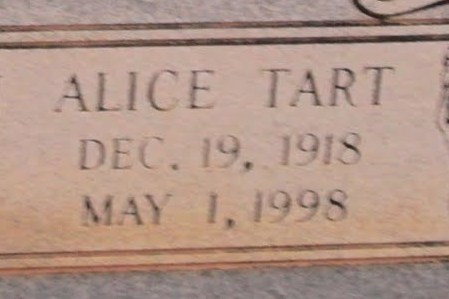 ALICE TART
DEC. 19, 1918
MAY 1, 1998